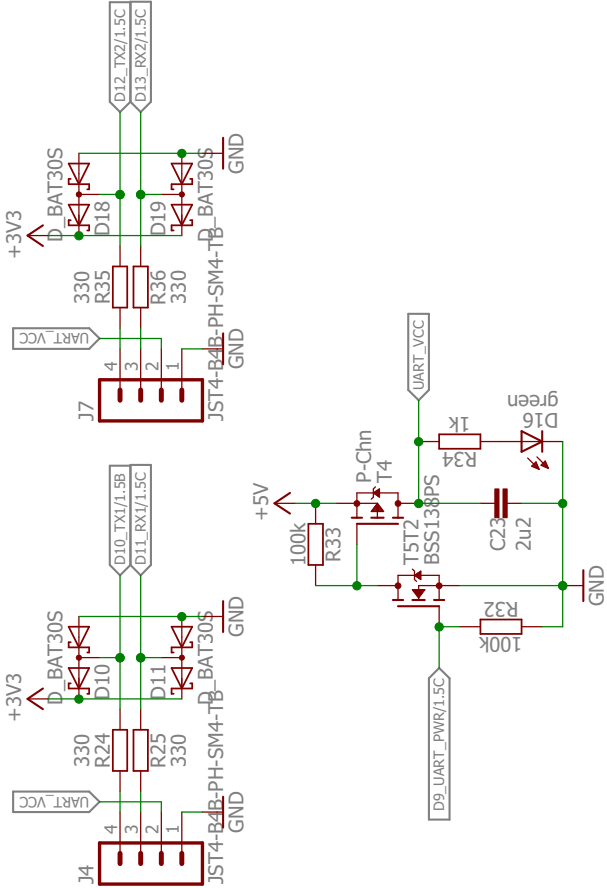 D12_TX2/1.5C
D13_RX2/1.5C
D_BAT30S
D18
D19
D_BAT30S
GND
+3V3
330
R35
R36
330
UART_VCC
4
3
2
1
GND
J7
JST4-B4B-PH-SM4-TB
D10_TX1/1.5B
D11_RX1/1.5C
D_BAT30S
D10
D11
D_BAT30S
GND
+3V3
330
R24
R25
330
UART_VCC
4
3
2
1
GND
J4
JST4-B4B-PH-SM4-TB
UART_VCC
D16
green
1k
R34
P-Chn
T4
+5V
100k
R33
T5T2
BSS138PS
C23
2u2
R32
100k
GND
D9_UART_PWR/1.5C